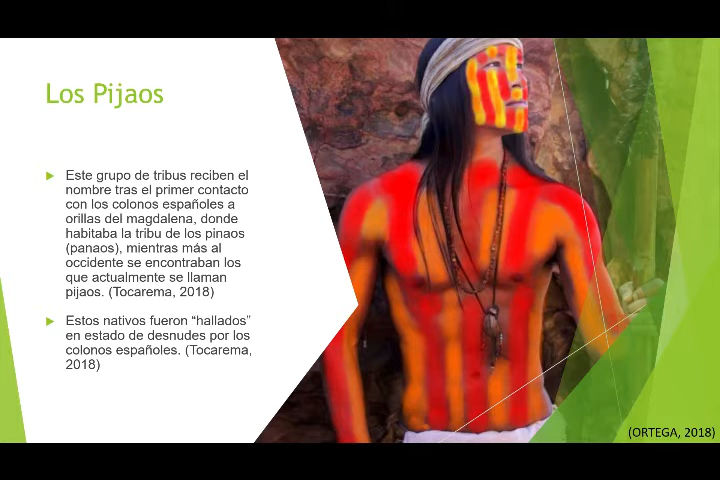 Los Pijaos
Este grupo de tribus reciben el
nombre tras el primer contacto
con los colonos españoles a
orillas del magdalena, donde
habitaba la tribu de los pinaos
(panaos), mientras más al
occidente se encontraban los
que actualmente se llaman
pijaos. (Tocarema, 2018)
Estos nativos fueron “hallados”
en estado de desnudes por los
colonos españoles. (Tocarema,
2018)
(ORTEGA, 2018)